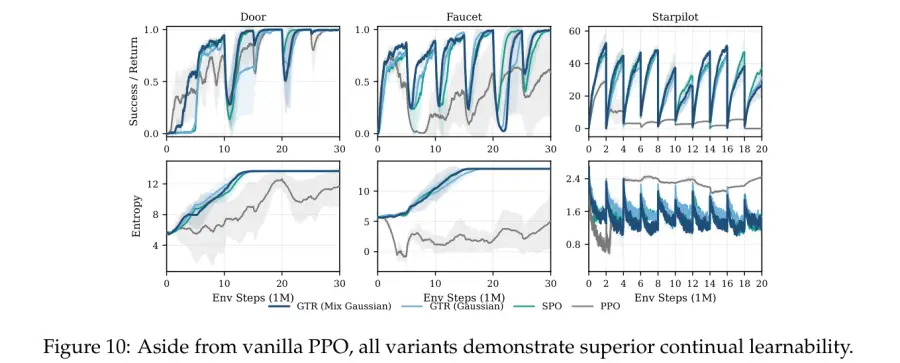 Door
Faucet
Starpilot
Success / Return
1.0
0.5
0.0
0 10 20 30
1.0
0.5
0.0
0 10 20 30
60
40
20
0
0 2 4 6 8 10 12 14 16 18 20
Entropy
12
8
4
0 10 20 30
10
5
0
0 10 20 30
2.4
1.6
0.8
0 2 4 6 8 10 12 14 16 18 20
Env Steps (1M)
Env Steps (1M)
Env Steps (1M)
GTR (Mix Gaussian) GTR (Gaussian) SPO PPO
Figure 10: Aside from vanilla PPO, all variants demonstrate superior continual learnability.